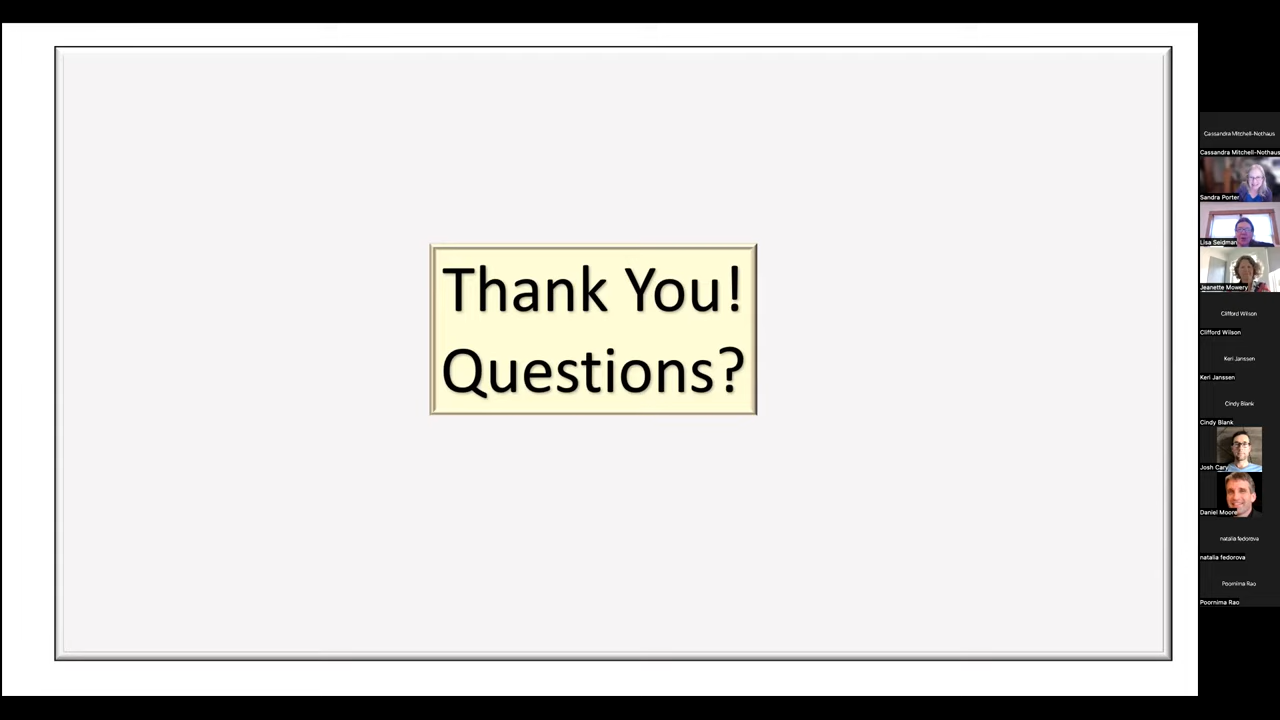 Thank You!
Questions?
Cassandra Mitchell-Nothaus
Cassandra Mitchell-Nothaus
Sandra Porter
Lisa Seidman
Jeanette Mowery
Clifford Wilson
Clifford Wilson
Keri Janssen
Keri Janssen
Cindy Blank
Cindy Blank
Josh Cary
Daniel Moore
natalia fedorova
natalia fedorova
Poornima Rao
Poornima Rao